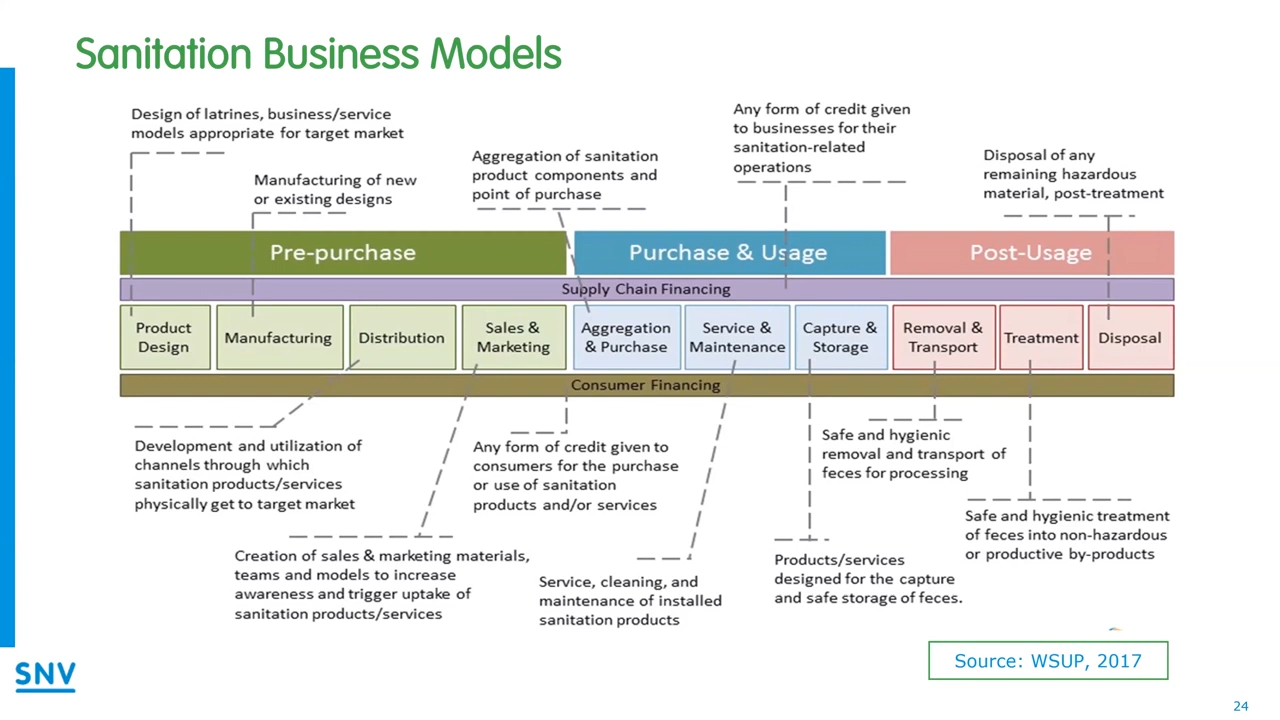 Sanitation Business Models
Design of latrines, business/service
models appropriate for target market
Manufacturing of new
or existing designs
Aggregation of sanitation
product components and
point of purchase
Any form of credit given
to businesses for their
sanitation-related
operations
Disposal of any
remaining hazardous
material, post-treatment
Pre-purchase
Purchase & Usage
Post-Usage
Supply Chain Financing
Product
Design
Manufacturing
Distribution
Sales &
Marketing
Aggregation
& Purchase
Service &
Maintenance
Capture &
Storage
Removal &
Transport
Treatment
Disposal
Consumer Financing
Development and utilization of
channels through which
sanitation products/services
physically get to target market
Any form of credit given to
consumers for the purchase
or use of sanitation
products and/or services
Safe and hygienic
removal and transport of
feces for processing
Safe and hygienic treatment
of feces into non-hazardous
or productive by-products
Creation of sales & marketing materials,
teams and models to increase
awareness and trigger uptake of
sanitation products/services
Service, cleaning, and
maintenance of installed
sanitation products
Products/services
designed for the capture
and safe storage of feces.
Source: WSUP, 2017
SNV
24